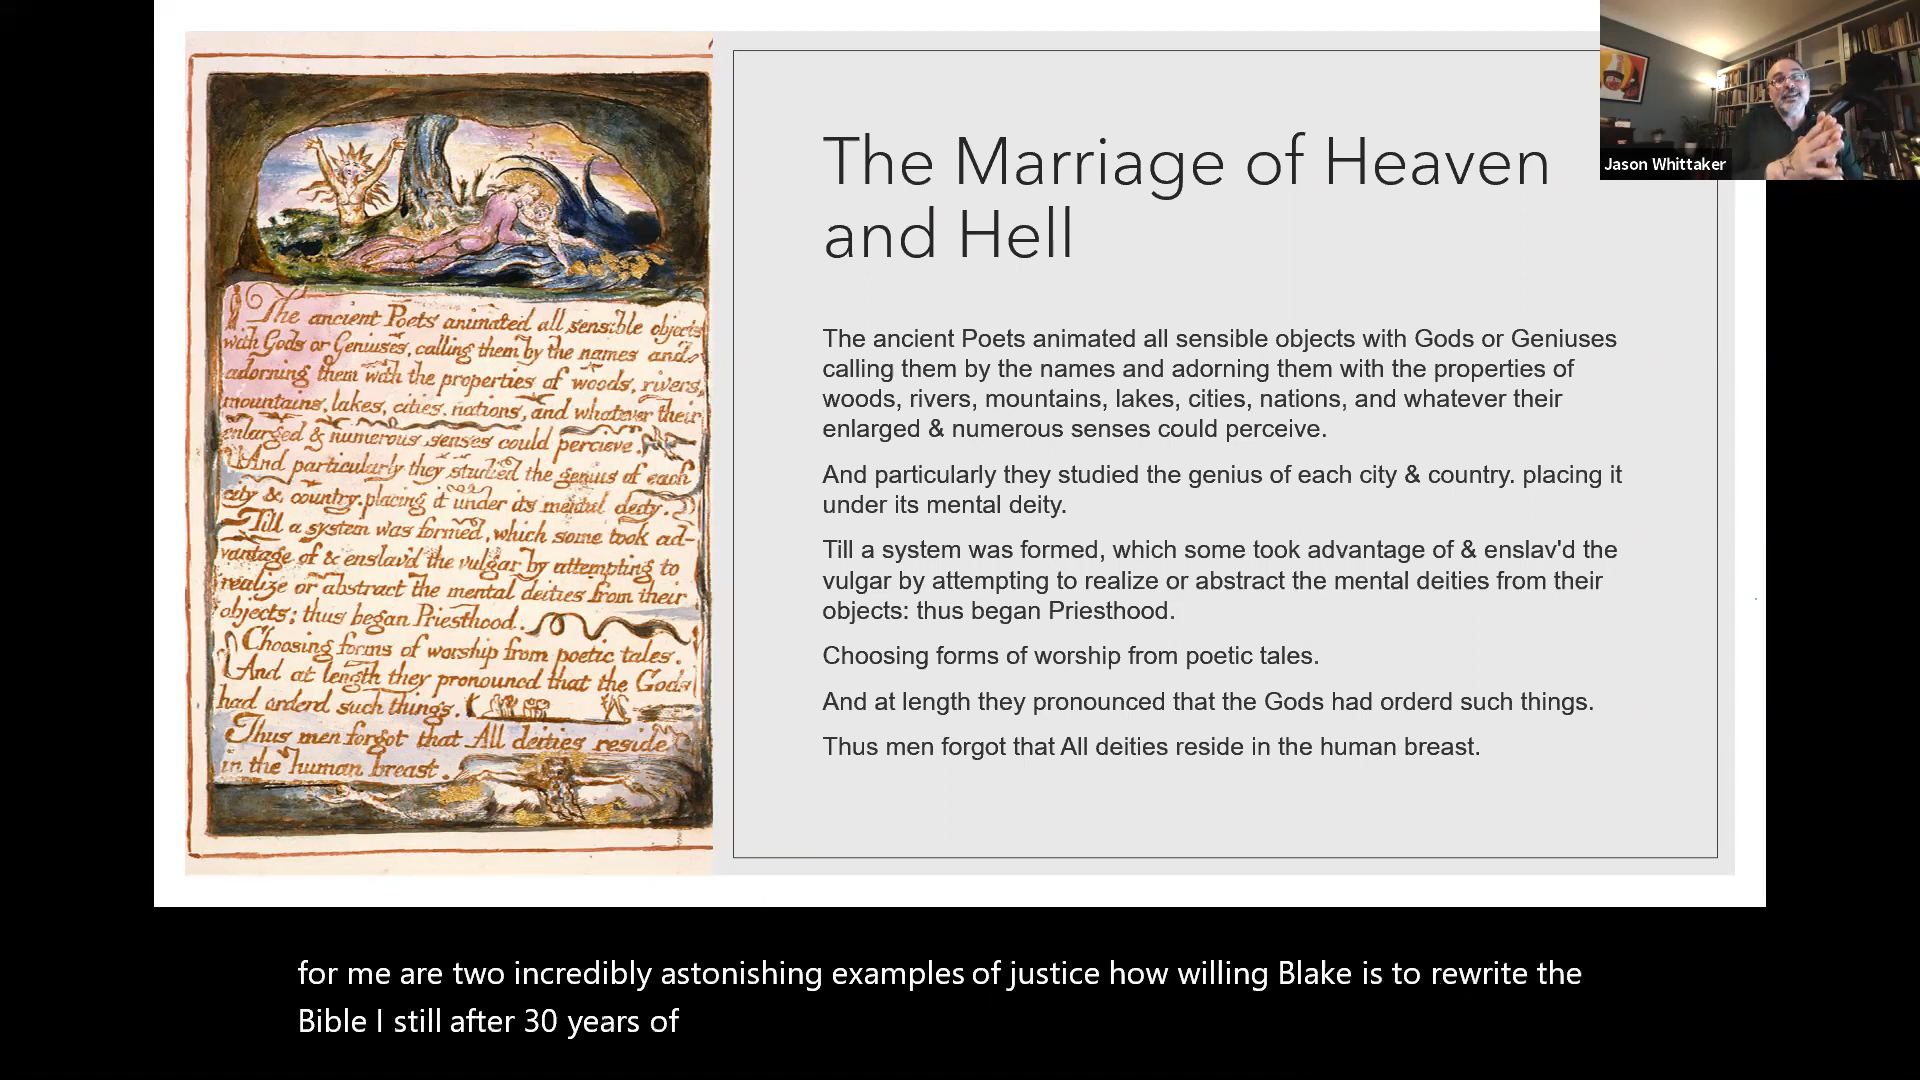 The ancient Poets animated all sensible objects
with Gods or Geniuses, calling them by the names and
adorning them with the properties of woods, rivers,
mountains, lakes, cities, nations, and whatever their
enlarged & numerous senses could percieve.
And particularly they studied the genius of each
city & country. placing it under its mental deity.
Till a system was formed, which some took ad-
vantage of & enslav'd the vulgar by attempting to
realize or abstract the mental deities from their
objects; thus began Priesthood.
Choosing forms of worship from poetic tales.
And at length they pronouncd that the Gods
had orderd such things.
Thus men forgot that All deities reside
in the human breast.
The Marriage of Heaven
and Hell
The ancient Poets animated all sensible objects with Gods or Geniuses
calling them by the names and adorning them with the properties of
woods, rivers, mountains, lakes, cities, nations, and whatever their
enlarged & numerous senses could perceive.
And particularly they studied the genius of each city & country. placing it
under its mental deity.
Till a system was formed, which some took advantage of & enslav'd the
vulgar by attempting to realize or abstract the mental deities from their
objects: thus began Priesthood.
Choosing forms of worship from poetic tales.
And at length they pronounced that the Gods had orderd such things.
Thus men forgot that All deities reside in the human breast.
Jason Whittaker
for me are two incredibly astonishing examples of justice how willing Blake is to rewrite the
Bible I still after 30 years of